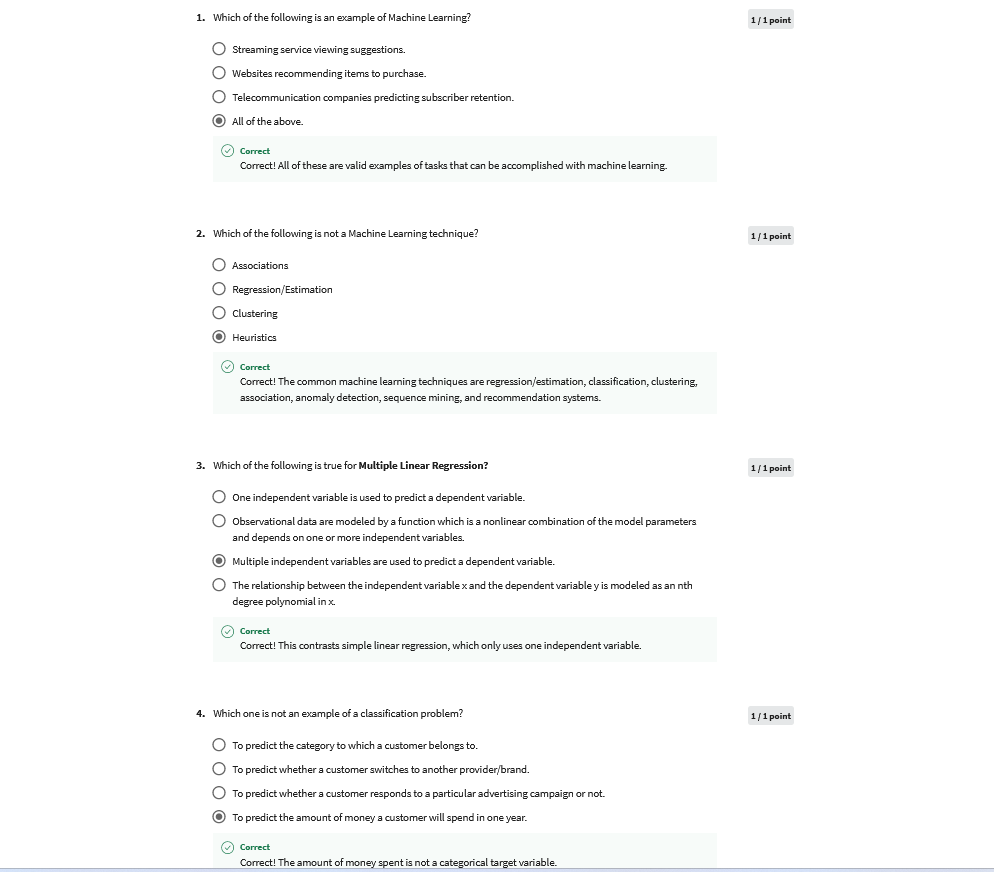 1. Which of the following is an example of Machine Learning?
1 / 1 point
Streaming service viewing suggestions.
Websites recommending items to purchase.
Telecommunication companies predicting subscriber retention.
All of the above.
Correct
Correct! All of these are valid examples of tasks that can be accomplished with machine learning.
2. Which of the following is not a Machine Learning technique?
1 / 1 point
Associations
Regression/Estimation
Clustering
Heuristics
Correct
Correct! The common machine learning techniques are regression/estimation, classification, clustering,
association, anomaly detection, sequence mining, and recommendation systems.
3. Which of the following is true for Multiple Linear Regression?
1 / 1 point
One independent variable is used to predict a dependent variable.
Observational data are modeled by a function which is a nonlinear combination of the model parameters
and depends on one or more independent variables.
Multiple independent variables are used to predict a dependent variable.
The relationship between the independent variable x and the dependent variable y is modeled as an nth
degree polynomial in x.
Correct
Correct! This contrasts simple linear regression, which only uses one independent variable.
4. Which one is not an example of a classification problem?
1 / 1 point
To predict the category to which a customer belongs to.
To predict whether a customer switches to another provider/brand.
To predict whether a customer responds to a particular advertising campaign or not.
To predict the amount of money a customer will spend in one year.
Correct
Correct! The amount of money spent is not a categorical target variable.